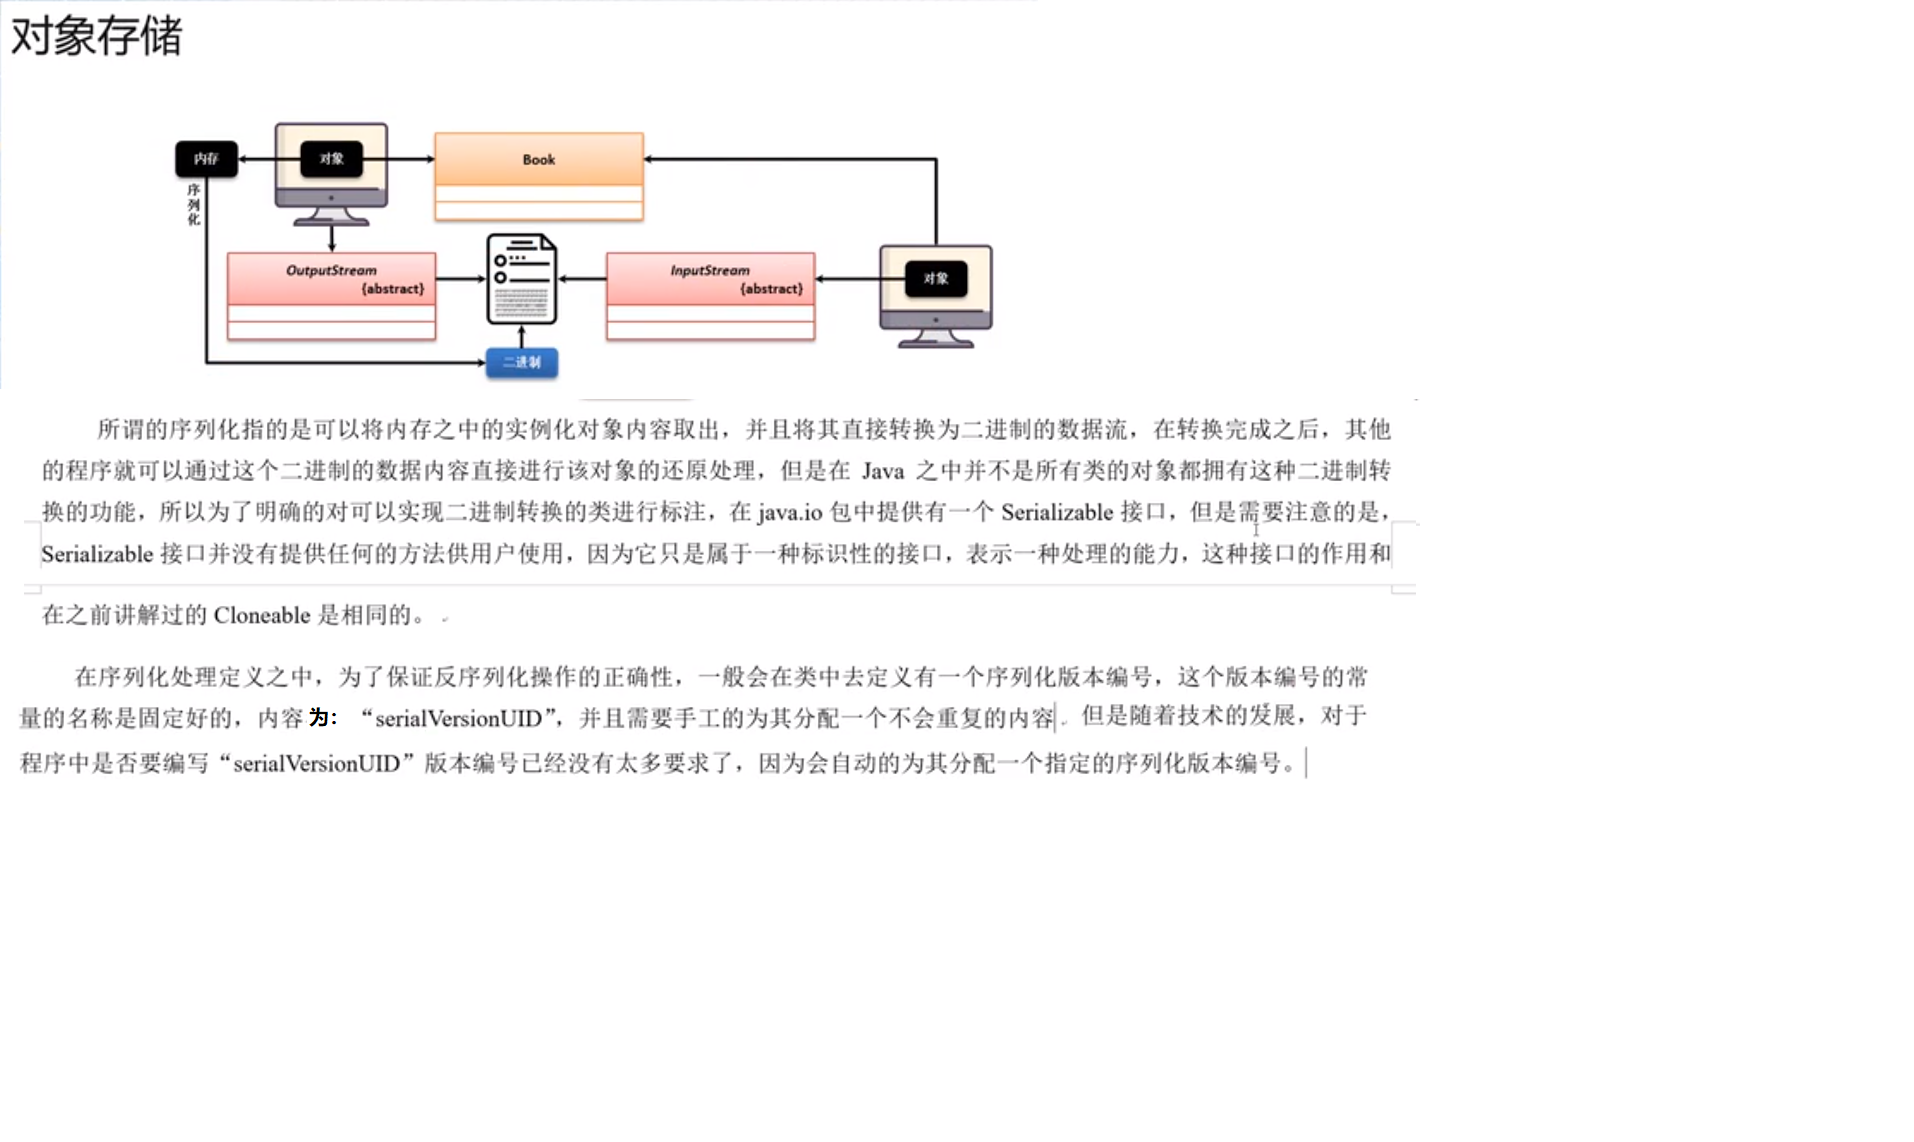 对象存储
内存
对象
Book
序列化
OutputStream
{abstract}
InputStream
{abstract}
对象
二进制
所谓的序列化指的是可以将内存之中的实例化对象内容取出，并且将其直接转换为二进制的数据流，在转换完成之后，其他
的程序就可以通过这个二进制的数据内容直接进行该对象的还原处理，但是在 Java 之中并不是所有类的对象都拥有这种二进制转
换的功能，所以为了明确的对可以实现二进制转换的类进行标注，在 java.io 包中提供有一个 Serializable 接口，但是需要注意的是，
Serializable 接口并没有提供任何的方法供用户使用，因为它只是属于一种标识性的接口，表示一种处理的能力，这种接口的作用和
在之前讲解过的 Cloneable 是相同的。
在序列化处理定义之中，为了保证反序列化操作的正确性，一般会在类中去定义有一个序列化版本编号，这个版本编号的常
量的名称是固定好的，内容为：“serialVersionUID”，并且需要手工的为其分配一个不会重复的内容。但是随着技术的发展，对于
程序中是否要编写“serialVersionUID”版本编号已经没有太多要求了，因为会自动的为其分配一个指定的序列化版本编号。